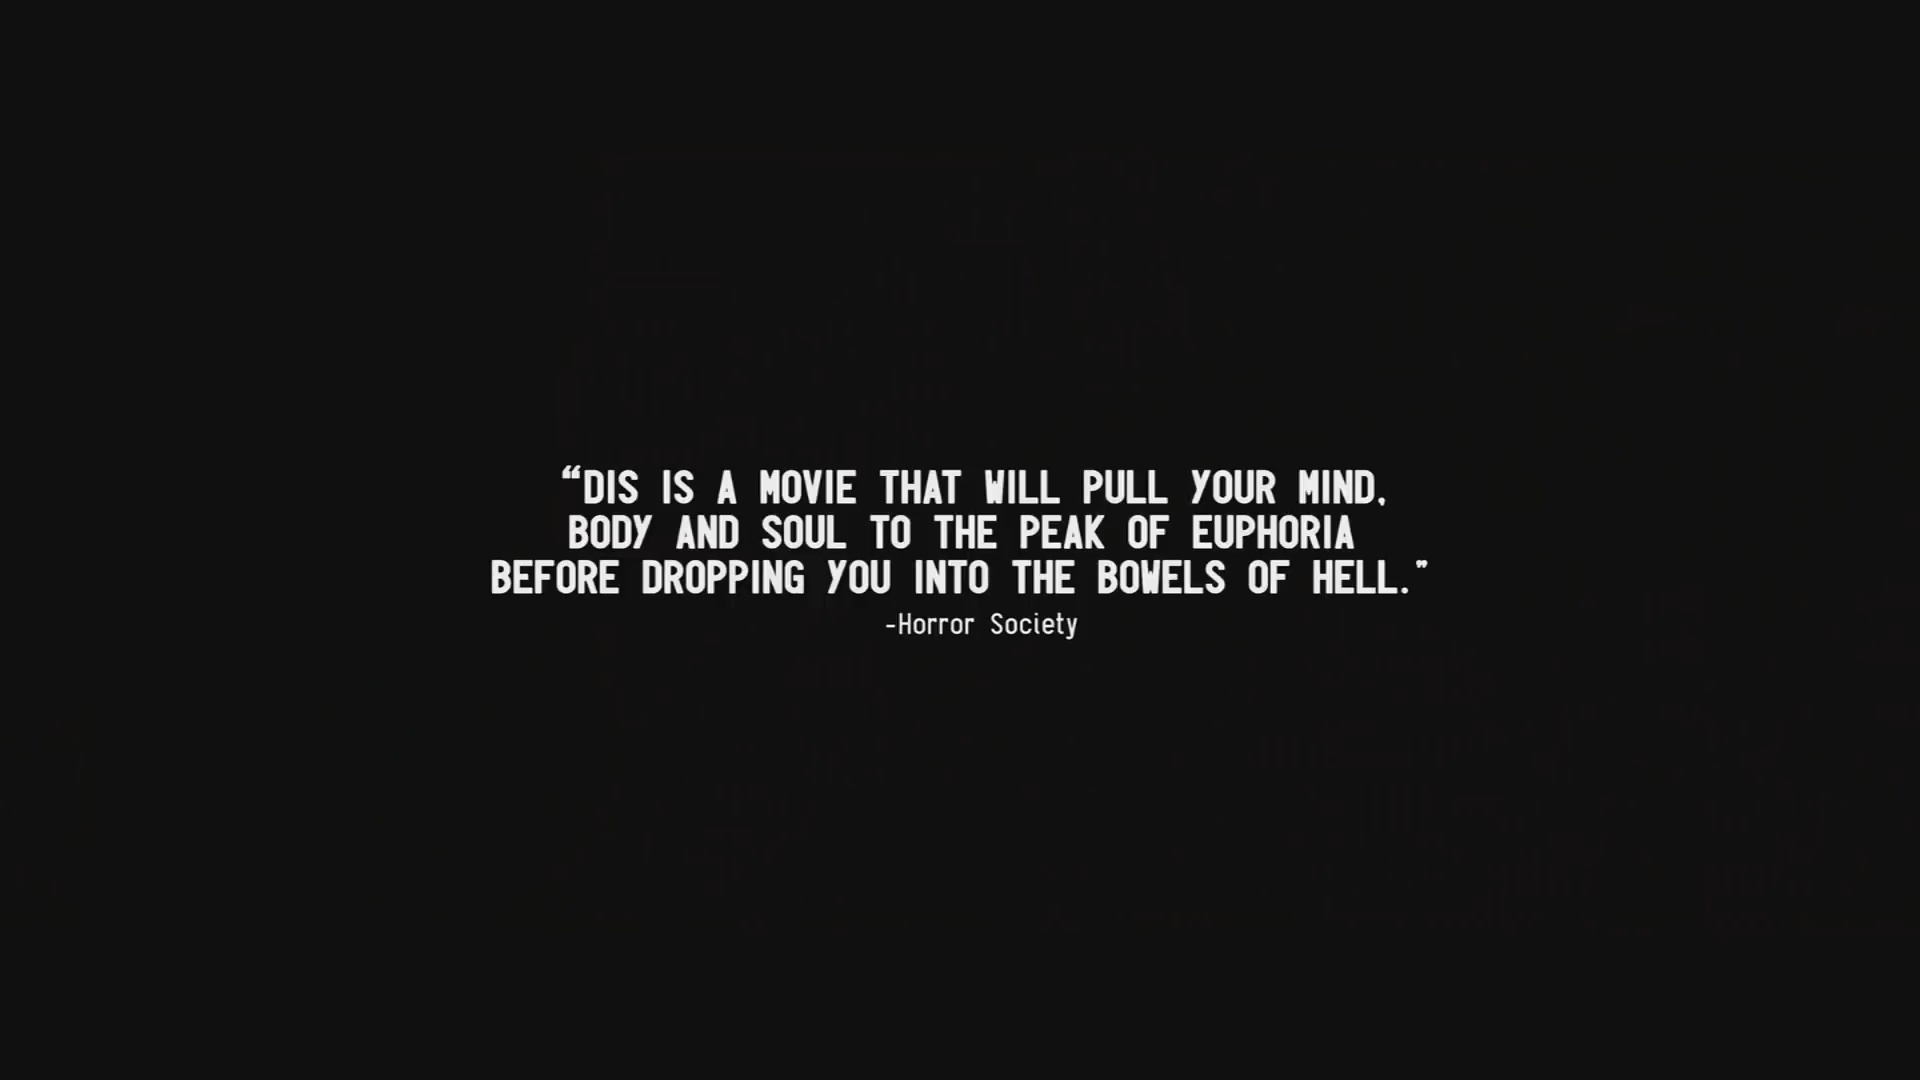 “DIS IS A MOVIE THAT WILL PULL YOUR MIND,
BODY AND SOUL TO THE PEAK OF EUPHORIA
BEFORE DROPPING YOU INTO THE BOWELS OF HELL.”
-Horror Society